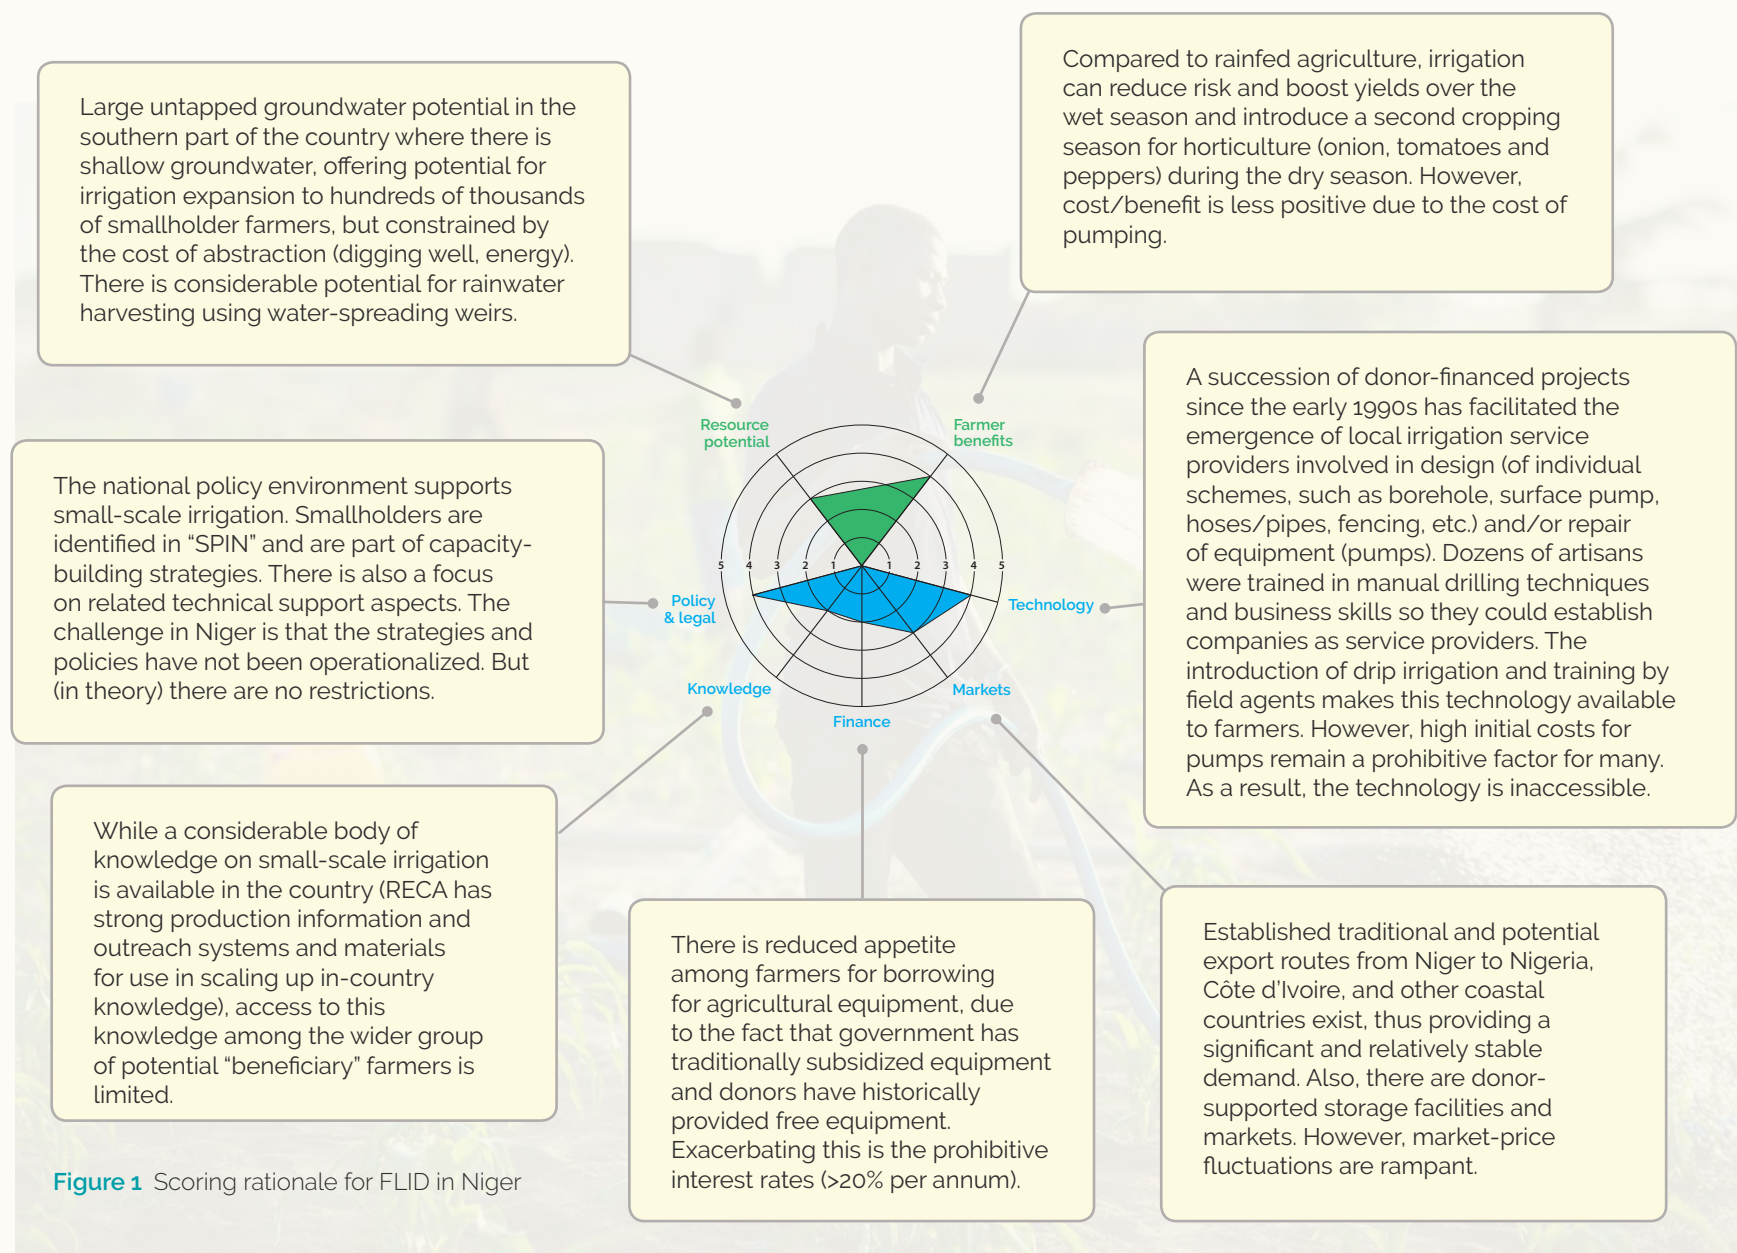 Large untapped groundwater potential in the
southern part of the country where there is
shallow groundwater, offering potential for
irrigation expansion to hundreds of thousands
of smallholder farmers, but constrained by
the cost of abstraction (digging well, energy).
There is considerable potential for rainwater
harvesting using water-spreading weirs.
Compared to rainfed agriculture, irrigation
can reduce risk and boost yields over the
wet season and introduce a second cropping
season for horticulture (onion, tomatoes and
peppers) during the dry season. However,
cost/benefit is less positive due to the cost of
pumping.
The national policy environment supports
small-scale irrigation. Smallholders are
identified in “SPIN” and are part of capacity-
building strategies. There is also a focus
on related technical support aspects. The
challenge in Niger is that the strategies and
policies have not been operationalized. But
(in theory) there are no restrictions.
Resource
potential
Farmer
benefits
5 4 3 2 1 1 2 3 4 5
Policy
& legal
Technology
Knowledge
Markets
Finance
A succession of donor-financed projects
since the early 1990s has facilitated the
emergence of local irrigation service
providers involved in design (of individual
schemes, such as borehole, surface pump,
hoses/pipes, fencing, etc.) and/or repair
of equipment (pumps). Dozens of artisans
were trained in manual drilling techniques
and business skills so they could establish
companies as service providers. The
introduction of drip irrigation and training by
field agents makes this technology available
to farmers. However, high initial costs for
pumps remain a prohibitive factor for many.
As a result, the technology is inaccessible.
While a considerable body of
knowledge on small-scale irrigation
is available in the country (RECA has
strong production information and
outreach systems and materials
for use in scaling up in-country
knowledge), access to this
knowledge among the wider group
of potential “beneficiary” farmers is
limited.
There is reduced appetite
among farmers for borrowing
for agricultural equipment, due
to the fact that government has
traditionally subsidized equipment
and donors have historically
provided free equipment.
Exacerbating this is the prohibitive
interest rates (>20% per annum).
Established traditional and potential
export routes from Niger to Nigeria,
Côte d’Ivoire, and other coastal
countries exist, thus providing a
significant and relatively stable
demand. Also, there are donor-
supported storage facilities and
markets. However, market-price
fluctuations are rampant.
Figure 1 Scoring rationale for FLID in Niger